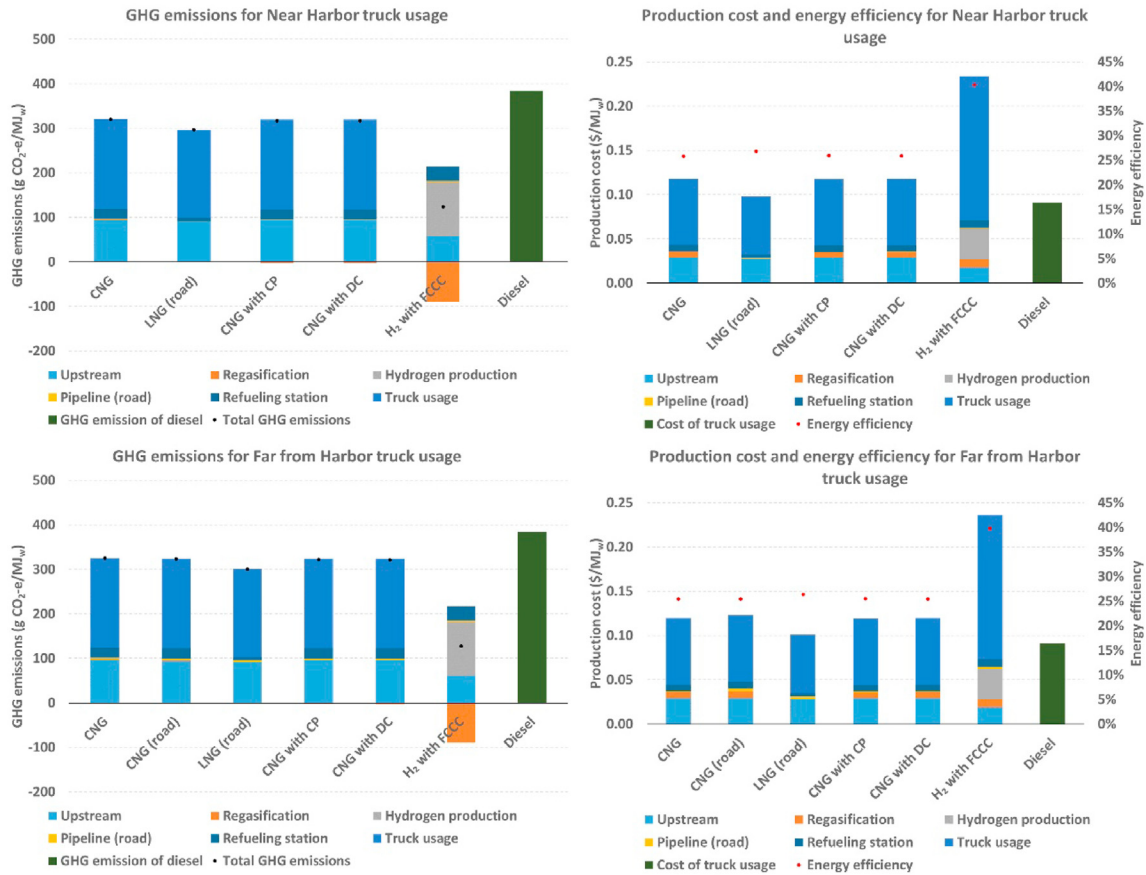 GHG emissions for Near Harbor truck usage
GHG emissions (g CO₂-e/MJw)
500
400
300
200
100
0
-100
-200
CNG
LNG (road)
CNG with CP
CNG with DC
H₂ with FCCC
Diesel
Upstream
Regasification
Hydrogen production
Pipeline (road)
Refueling station
Truck usage
GHG emission of diesel
Total GHG emissions
Production cost and energy efficiency for Near Harbor truck
usage
Production cost ($/MJw)
0.25
0.20
0.15
0.10
0.05
0.00
45%
40%
35%
30%
25%
20%
15%
10%
5%
0%
Energy efficiency
CNG
LNG (road)
CNG with CP
CNG with DC
H₂ with FCCC
Diesel
Upstream
Regasification
Hydrogen production
Pipeline (road)
Refueling station
Truck usage
Cost of truck usage
Energy efficiency
GHG emissions for Far from Harbor truck usage
GHG emissions (g CO₂-e/MJw)
500
400
300
200
100
0
-100
-200
CNG
CNG (road)
LNG (road)
CNG with CP
CNG with DC
H₂ with FCCC
Diesel
Upstream
Regasification
Hydrogen production
Pipeline (road)
Refueling station
Truck usage
GHG emission of diesel
Total GHG emissions
Production cost and energy efficiency for Far from Harbor
truck usage
Production cost ($/MJw)
0.25
0.20
0.15
0.10
0.05
0.00
45%
40%
35%
30%
25%
20%
15%
10%
5%
0%
Energy efficiency
CNG
CNG (road)
LNG (road)
CNG with CP
CNG with DC
H₂ with FCCC
Diesel
Upstream
Regasification
Hydrogen production
Pipeline (road)
Refueling station
Truck usage
Cost of truck usage
Energy efficiency